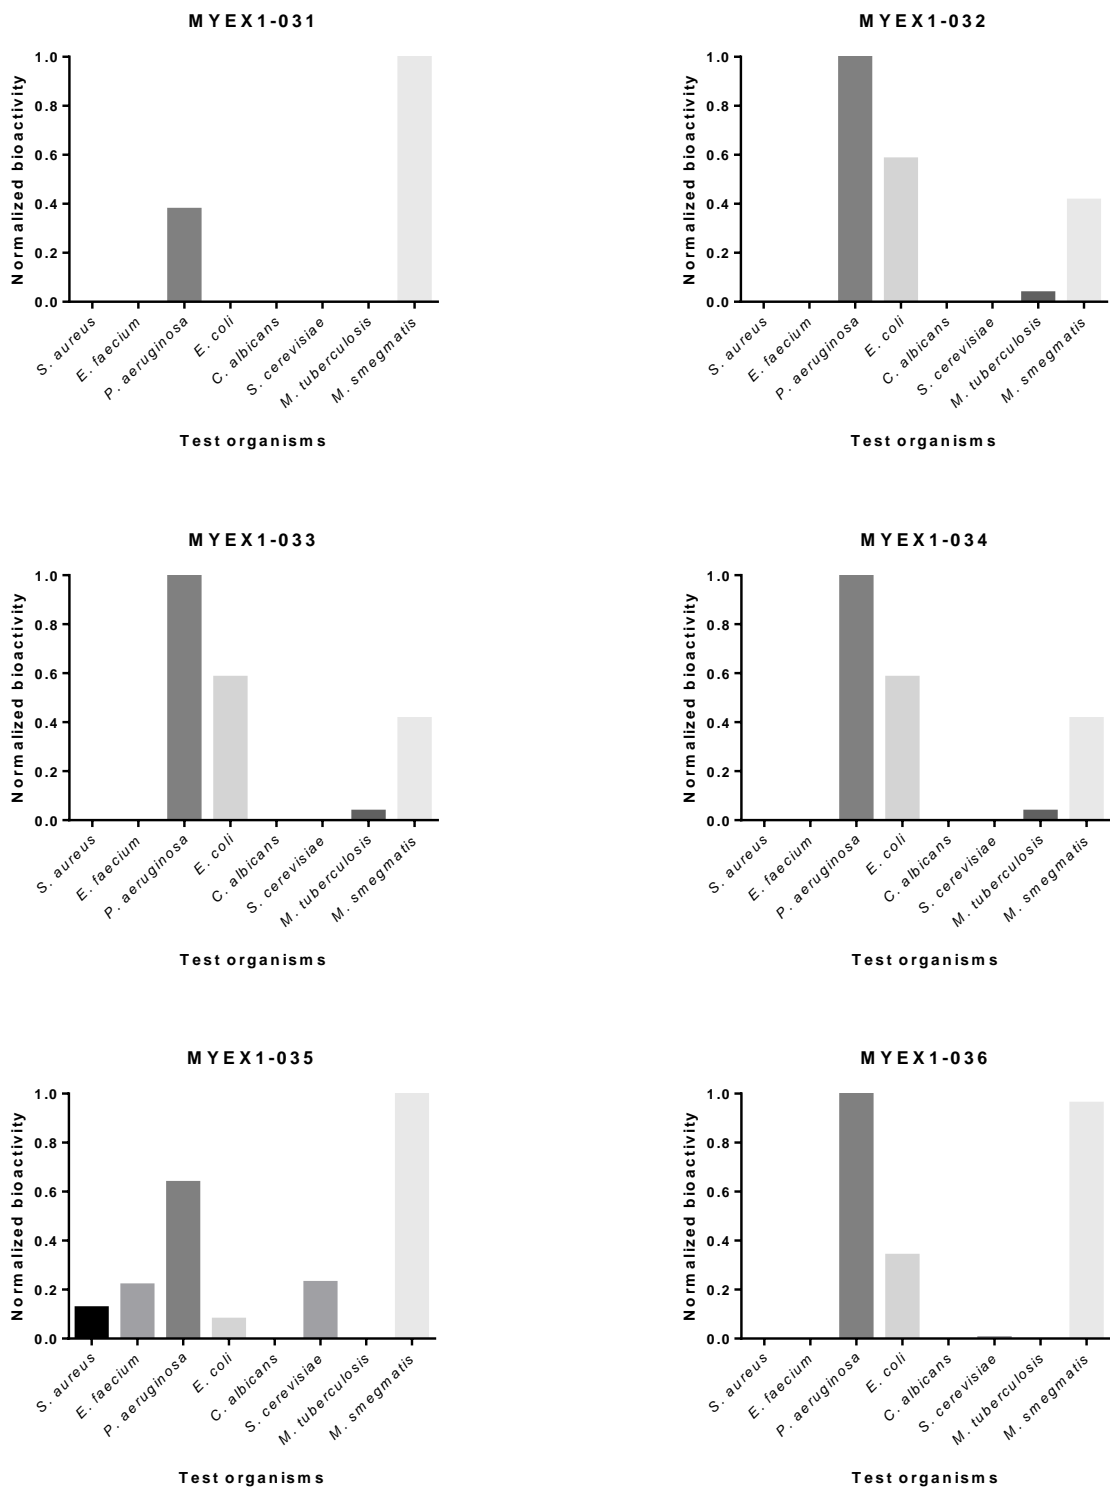 MYEX1-031
Normalized bioactivity
1.0
0.8
0.6
0.4
0.2
0.0
S. aureus
E. faecium
P. aeruginosa
E. coli
C. albicans
S. cerevisiae
M. tuberculosis
M. smegmatis
Test organisms
MYEX1-032
Normalized bioactivity
1.0
0.8
0.6
0.4
0.2
0.0
S. aureus
E. faecium
P. aeruginosa
E. coli
C. albicans
S. cerevisiae
M. tuberculosis
M. smegmatis
Test organisms
MYEX1-033
Normalized bioactivity
1.0
0.8
0.6
0.4
0.2
0.0
S. aureus
E. faecium
P. aeruginosa
E. coli
C. albicans
S. cerevisiae
M. tuberculosis
M. smegmatis
Test organisms
MYEX1-034
Normalized bioactivity
1.0
0.8
0.6
0.4
0.2
0.0
S. aureus
E. faecium
P. aeruginosa
E. coli
C. albicans
S. cerevisiae
M. tuberculosis
M. smegmatis
Test organisms
MYEX1-035
Normalized bioactivity
1.0
0.8
0.6
0.4
0.2
0.0
S. aureus
E. faecium
P. aeruginosa
E. coli
C. albicans
S. cerevisiae
M. tuberculosis
M. smegmatis
Test organisms
MYEX1-036
Normalized bioactivity
1.0
0.8
0.6
0.4
0.2
0.0
S. aureus
E. faecium
P. aeruginosa
E. coli
C. albicans
S. cerevisiae
M. tuberculosis
M. smegmatis
Test organisms